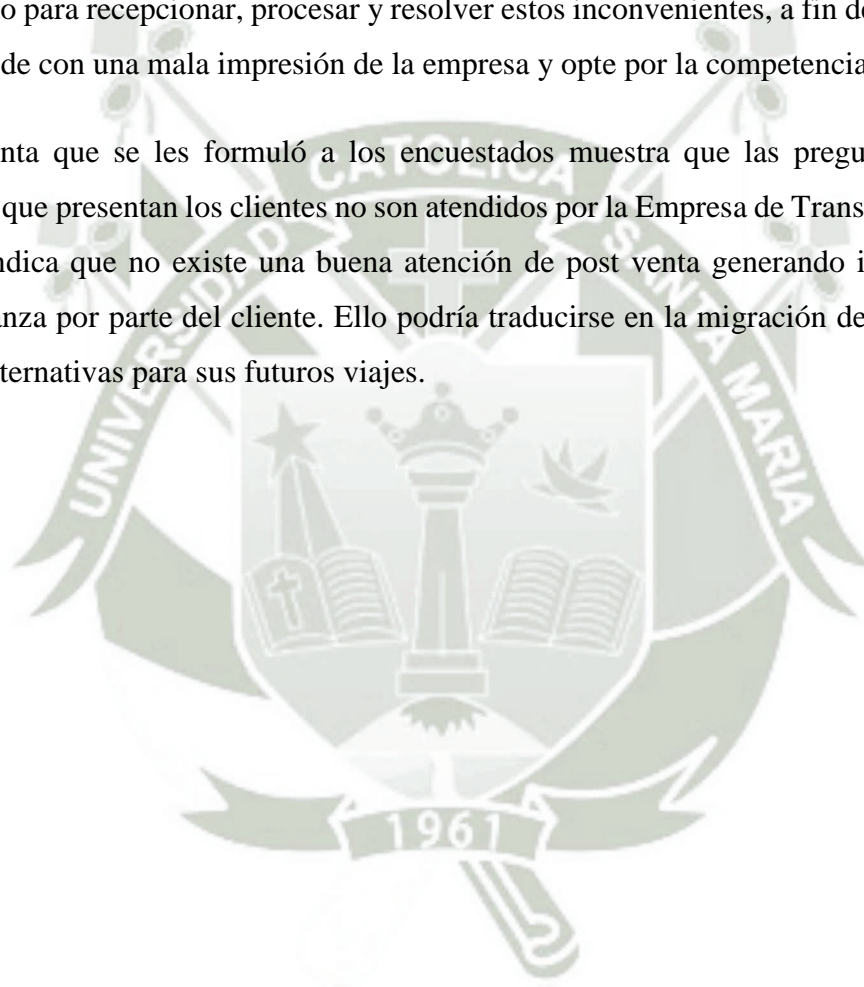 o para recepcionar, procesar y resolver estos inconvenientes, a fin de
de con una mala impresión de la empresa y opte por la competencia
nta que se les formuló a los encuestados muestra que las pregu
que presentan los clientes no son atendidos por la Empresa de Trans
ndica que no existe una buena atención de post venta generando i
anza por parte del cliente. Ello podría traducirse en la migración de
lternativas para sus futuros viajes.
UNIVERSIDAD CATOLICA SANTA MARIA
1961